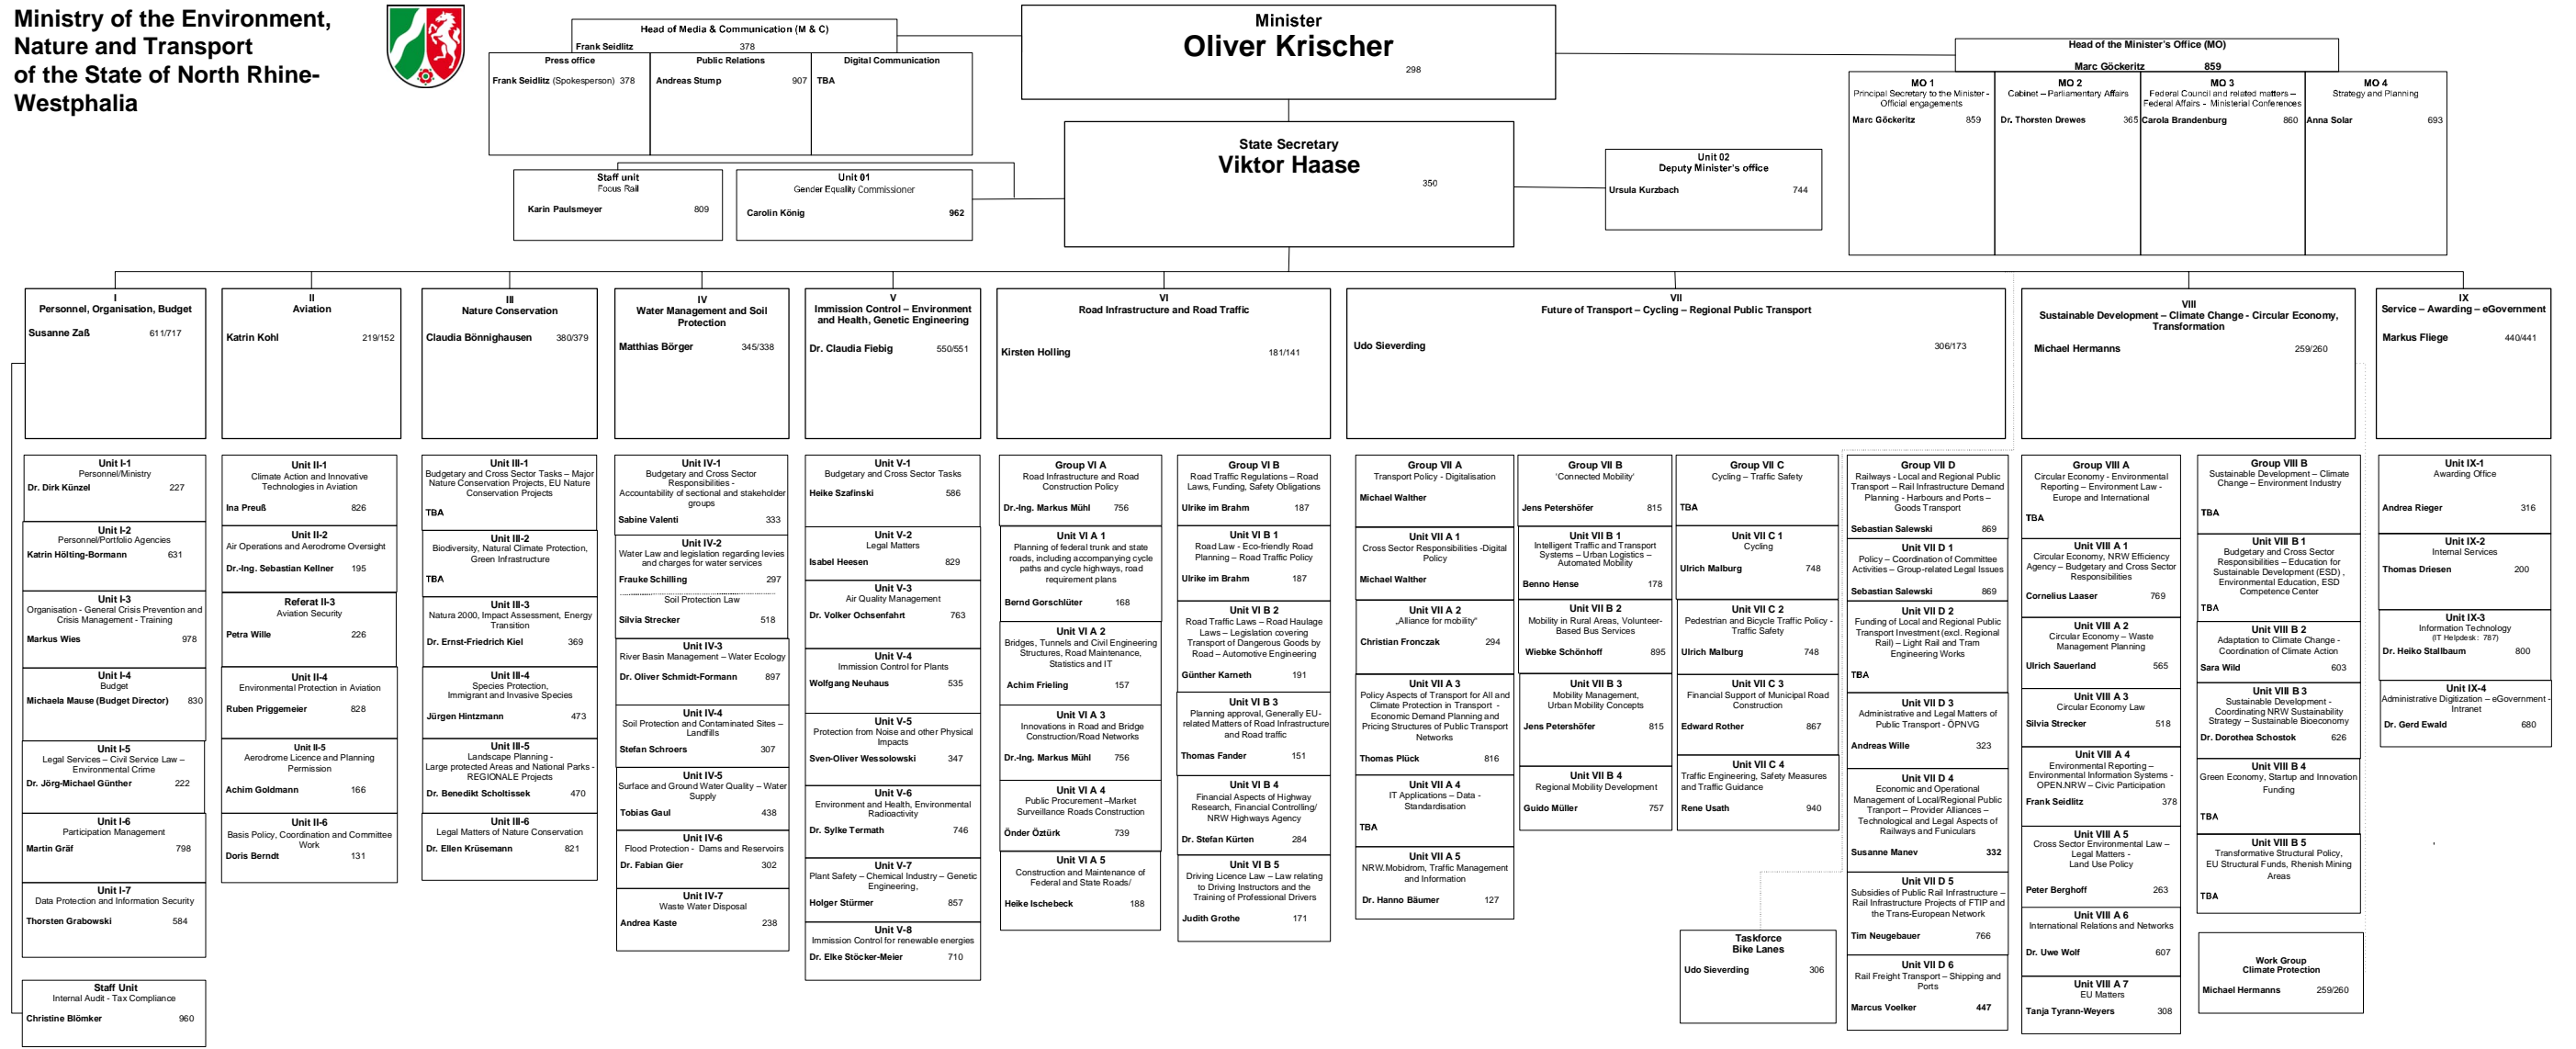 Ministry of the Environment,
Nature and Transport
of the State of North Rhine-
Westphalia
Head of Media & Communication (M & C)
Frank Seidlitz 378
Press office
Frank Seidlitz (Spokesperson) 378
Public Relations
Andreas Stump 907
Digital Communication
TBA
Minister
Oliver Krischer
298
Head of the Minister's Office (MO)
Marc Göckeritz 859
MO 1
Principal Secretary to the Minister -
Official engagements
Marc Göckeritz 859
MO 2
Cabinet – Parliamentary Affairs
Dr. Thorsten Drewes 365
MO 3
Federal Council and related matters –
Federal Affairs - Ministerial Conferences
Carola Brandenburg 860
MO 4
Strategy and Planning
Anna Solar 693
State Secretary
Viktor Haase
350
Staff unit
Focus Rail
Karin Paulsmeyer 809
Unit 01
Gender Equality Commissioner
Carolin König 962
Unit 02
Deputy Minister's office
Ursula Kurzbach 744
I
Personnel, Organisation, Budget
Susanne Zaß 611/717
II
Aviation
Katrin Kohl 219/152
III
Nature Conservation
Claudia Bönnighausen 380/379
IV
Water Management and Soil
Protection
Matthias Börger 345/338
V
Immission Control – Environment
and Health, Genetic Engineering
Dr. Claudia Fiebig 550/551
VI
Road Infrastructure and Road Traffic
Kirsten Holling 181/141
VII
Future of Transport – Cycling – Regional Public Transport
Udo Sieverding 306/173
VIII
Sustainable Development – Climate Change - Circular Economy,
Transformation
Michael Hermanns 259/260
IX
Service – Awarding – eGovernment
Markus Fliege 440/441
Unit I-1
Personnel/Ministry
Dr. Dirk Künzel 227
Unit I-2
Personnel/Portfolio Agencies
Katrin Hölting-Bormann 631
Unit I-3
Organisation - General Crisis Prevention and
Crisis Management - Training
Markus Wies 978
Unit I-4
Budget
Michaela Mause (Budget Director) 830
Unit I-5
Legal Services – Civil Service Law –
Environmental Crime
Dr. Jörg-Michael Günther 222
Unit I-6
Participation Management
Martin Gräf 798
Unit I-7
Data Protection and Information Security
Thorsten Grabowski 584
Staff Unit
Internal Audit - Tax Compliance
Christine Blömker 960
Unit II-1
Climate Action and Innovative
Technologies in Aviation
Ina Preuß 826
Unit II-2
Air Operations and Aerodrome Oversight
Dr.-Ing. Sebastian Kellner 195
Referat II-3
Aviation Security
Petra Wille 226
Unit II-4
Environmental Protection in Aviation
Ruben Priggemeier 828
Unit II-5
Aerodrome Licence and Planning
Permission
Achim Goldmann 166
Unit II-6
Basis Policy, Coordination and Committee
Work
Doris Berndt 131
Unit III-1
Budgetary and Cross Sector Tasks – Major
Nature Conservation Projects, EU Nature
Conservation Projects
TBA
Unit III-2
Biodiversity, Natural Climate Protection,
Green Infrastructure
TBA
Unit III-3
Natura 2000, Impact Assessment, Energy
Transition
Dr. Ernst-Friedrich Kiel 369
Unit III-4
Species Protection,
Immigrant and Invasive Species
Jürgen Hintzmann 473
Unit III-5
Landscape Planning -
Large protected Areas and National Parks -
REGIONALE Projects
Dr. Benedikt Scholtissek 470
Unit III-6
Legal Matters of Nature Conservation
Dr. Ellen Krüsemann 821
Unit IV-1
Budgetary and Cross Sector
Responsibilities -
Accountability of sectional and stakeholder
groups
Sabine Valenti 333
Unit IV-2
Water Law and legislation regarding levies
and charges for water services
Frauke Schilling 297
Soil Protection Law
Silvia Strecker 518
Unit IV-3
River Basin Management – Water Ecology
Dr. Oliver Schmidt-Formann 897
Unit IV-4
Soil Protection and Contaminated Sites –
Landfills
Stefan Schroers 307
Unit IV-5
Surface and Ground Water Quality – Water
Supply
Tobias Gaul 438
Unit IV-6
Flood Protection - Dams and Reservoirs
Dr. Fabian Gier 302
Unit IV-7
Waste Water Disposal
Andrea Kaste 238
Unit V-1
Budgetary and Cross Sector Tasks
Heike Szafinski 586
Unit V-2
Legal Matters
Isabel Heesen 829
Unit V-3
Air Quality Management
Dr. Volker Ochsenfahrt 763
Unit V-4
Immission Control for Plants
Wolfgang Neuhaus 535
Unit V-5
Protection from Noise and other Physical
Impacts
Sven-Oliver Wessolowski 347
Unit V-6
Environment and Health, Environmental
Radioactivity
Dr. Sylke Termath 746
Unit V-7
Plant Safety – Chemical Industry – Genetic
Engineering,
Holger Stürmer 857
Unit V-8
Immission Control for renewable energies
Dr. Elke Stöcker-Meier 710
Group VI A
Road Infrastructure and Road
Construction Policy
Dr.-Ing. Markus Mühl 756
Unit VI A 1
Planning of federal trunk and state
roads, including accompanying cycle
paths and cycle highways, road
requirement plans
Bernd Gorschlüter 168
Unit VI A 2
Bridges, Tunnels and Civil Engineering
Structures, Road Maintenance,
Statistics and IT
Achim Frieling 157
Unit VI A 3
Innovations in Road and Bridge
Construction/Road Networks
Dr.-Ing. Markus Mühl 756
Unit VI A 4
Public Procurement –Market
Surveillance Roads Construction
Önder Öztürk 739
Unit VI A 5
Construction and Maintenance of
Federal and State Roads/
Heike Ischebeck 188
Group VI B
Road Traffic Regulations – Road
Laws, Funding, Safety Obligations
Ulrike im Brahm 187
Unit VI B 1
Road Law - Eco-friendly Road
Planning – Road Traffic Policy
Ulrike im Brahm 187
Unit VI B 2
Road Traffic Laws – Road Haulage
Laws – Legislation covering
Transport of Dangerous Goods by
Road – Automotive Engineering
Günther Karneth 191
Unit VI B 3
Planning approval, Generally EU-
related Matters of Road Infrastructure
and Road traffic
Thomas Fander 151
Unit VI B 4
Financial Aspects of Highway
Research, Financial Controlling/
NRW Highways Agency
Dr. Stefan Kürten 284
Unit VI B 5
Driving Licence Law – Law relating
to Driving Instructors and the
Training of Professional Drivers
Judith Grothe 171
Group VII A
Transport Policy - Digitalisation
Michael Walther
Unit VII A 1
Cross Sector Responsibilities -Digital
Policy
Michael Walther
Unit VII A 2
„Alliance for mobility"
Christian Fronczak 294
Unit VII A 3
Policy Aspects of Transport for All and
Climate Protection in Transport -
Economic Demand Planning and
Pricing Structures of Public Transport
Networks
Thomas Plück 816
Unit VII A 4
IT Applications – Data -
Standardisation
TBA
Unit VII A 5
NRW.Mobidrom, Traffic Management
and Information
Dr. Hanno Bäumer 127
Group VII B
'Connected Mobility'
Jens Petershöfer 815
Unit VII B 1
Intelligent Traffic and Transport
Systems – Urban Logistics –
Automated Mobility
Benno Hense 178
Unit VII B 2
Mobility in Rural Areas, Volunteer-
Based Bus Services
Wiebke Schönhoff 895
Unit VII B 3
Mobility Management,
Urban Mobility Concepts
Jens Petershöfer 815
Unit VII B 4
Regional Mobility Development
Guido Müller 757
Group VII C
Cycling – Traffic Safety
TBA
Unit VII C 1
Cycling
Ulrich Malburg 748
Unit VII C 2
Pedestrian and Bicycle Traffic Policy -
Traffic Safety
Ulrich Malburg 748
Unit VII C 3
Financial Support of Municipal Road
Construction
Edward Rother 867
Unit VII C 4
Traffic Engineering, Safety Measures
and Traffic Guidance
Rene Usath 940
Taskforce
Bike Lanes
Udo Sieverding 306
Group VII D
Railways - Local and Regional Public
Transport – Rail Infrastructure Demand
Planning - Harbours and Ports –
Goods Transport
Sebastian Salewski 869
Unit VII D 1
Policy – Coordination of Committee
Activities – Group-related Legal Issues
Sebastian Salewski 869
Unit VII D 2
Funding of Local and Regional Public
Transport Investment (excl. Regional
Rail) – Light Rail and Tram
Engineering Works
TBA
Unit VII D 3
Administrative and Legal Matters of
Public Transport - ÖPNVG
Andreas Wille 323
Unit VII D 4
Economic and Operational
Management of Local/Regional Public
Tranport – Provider Alliances –
Technological and Legal Aspects of
Railways and Funiculars
Susanne Manev 332
Unit VII D 5
Subsidies of Public Rail Infrastructure –
Rail Infrastructure Projects of FTIP and
the Trans-European Network
Tim Neugebauer 766
Unit VII D 6
Rail Freight Transport – Shipping and
Ports
Marcus Voelker 447
Group VIII A
Circular Economy - Environmental
Reporting – Environment Law -
Europe and International
TBA
Unit VIII A 1
Circular Economy, NRW Efficiency
Agency – Budgetary and Cross Sector
Responsibilities
Cornelius Laaser 769
Unit VIII A 2
Circular Economy – Waste
Management Planning
Ulrich Sauerland 565
Unit VIII A 3
Circular Economy Law
Silvia Strecker 518
Unit VIII A 4
Environmental Reporting –
Environmental Information Systems -
OPEN.NRW – Civic Participation
Frank Seidlitz 378
Unit VIII A 5
Cross Sector Environmental Law –
Legal Matters -
Land Use Policy
Peter Berghoff 263
Unit VIII A 6
International Relations and Networks
Dr. Uwe Wolf 607
Unit VIII A 7
EU Matters
Tanja Tyrann-Weyers 308
Group VIII B
Sustainable Development – Climate
Change – Environment Industry
TBA
Unit VIII B 1
Budgetary and Cross Sector
Responsibilities – Education for
Sustainable Development (ESD) ,
Environmental Education, ESD
Competence Center
TBA
Unit VIII B 2
Adaptation to Climate Change -
Coordination of Climate Action
Sara Wild 603
Unit VIII B 3
Sustainable Development -
Coordinating NRW Sustainability
Strategy – Sustainable Bioeconomy
Dr. Dorothea Schostok 626
Unit VIII B 4
Green Economy, Startup and Innovation
Funding
TBA
Unit VIII B 5
Transformative Structural Policy,
EU Structural Funds, Rhenish Mining
Areas
TBA
Work Group
Climate Protection
Michael Hermanns 259/260
Unit IX-1
Awarding Office
Andrea Rieger 316
Unit IX-2
Internal Services
Thomas Driesen 200
Unit IX-3
Information Technology
(IT Helpdesk: 787)
Dr. Heiko Stallbaum 800
Unit IX-4
Administrative Digitization – eGovernment -
Intranet
Dr. Gerd Ewald 680